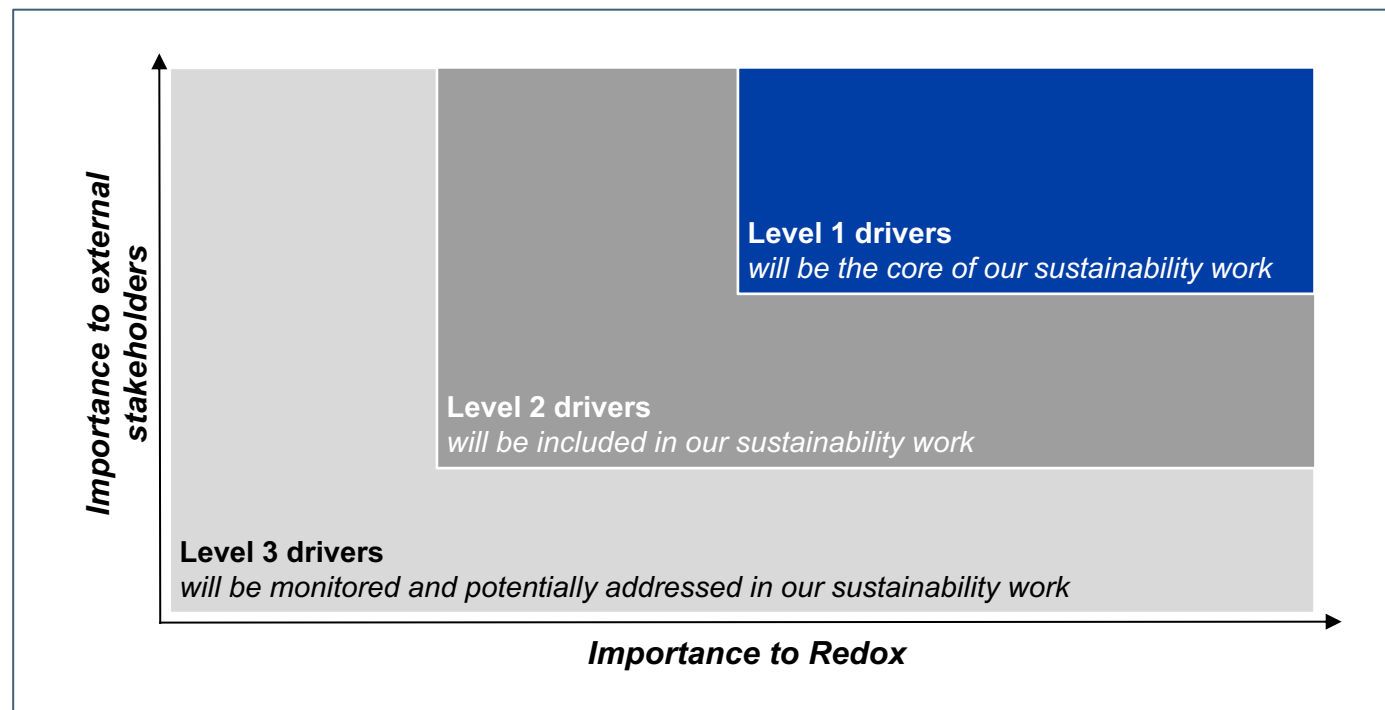 Importance to external
stakeholders
Level 1 drivers
will be the core of our sustainability work
Level 2 drivers
will be included in our sustainability work
Level 3 drivers
will be monitored and potentially addressed in our sustainability work
Importance to Redox